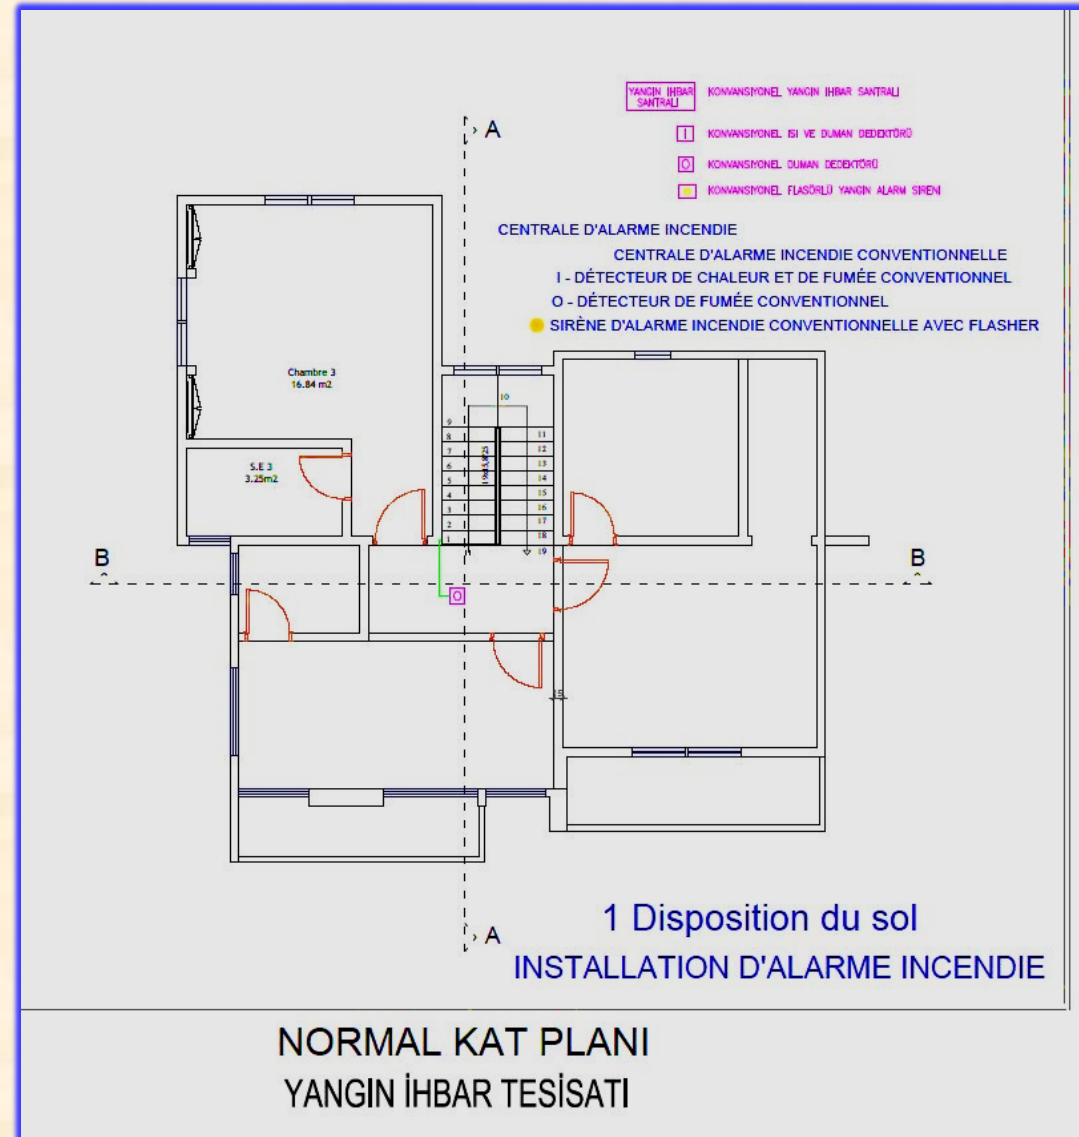 YANGIN İHBAR
SANTRALI
KONVANSİYONEL YANGIN IHBAR SANTRALI
I
KONVANSİYONEL ISI VE DUMAN DEDEKTÖRÜ
O
KONVANSİYONEL DUMAN DEDEKTÖRÜ
KONVANSİYONEL FLAŞÖRLÜ YANGIN ALARM SİRENİ
A
CENTRALE D'ALARME INCENDIE
CENTRALE D'ALARME INCENDIE CONVENTIONNELLE
I - DÉTECTEUR DE CHALEUR ET DE FUMÉE CONVENTIONNEL
O - DÉTECTEUR DE FUMÉE CONVENTIONNEL
SIRÈNE D'ALARME INCENDIE CONVENTIONNELLE AVEC FLASHER
Chambre 3
16.84 m2
S.E 3
3.25m2
10
9
8
7
6
5
4
3
2
1
11
12
13
14
15
16
17
18
19
B
B
O
15
A
1 Disposition du sol
INSTALLATION D'ALARME INCENDIE
NORMAL KAT PLANI
YANGIN İHBAR TESİSATI